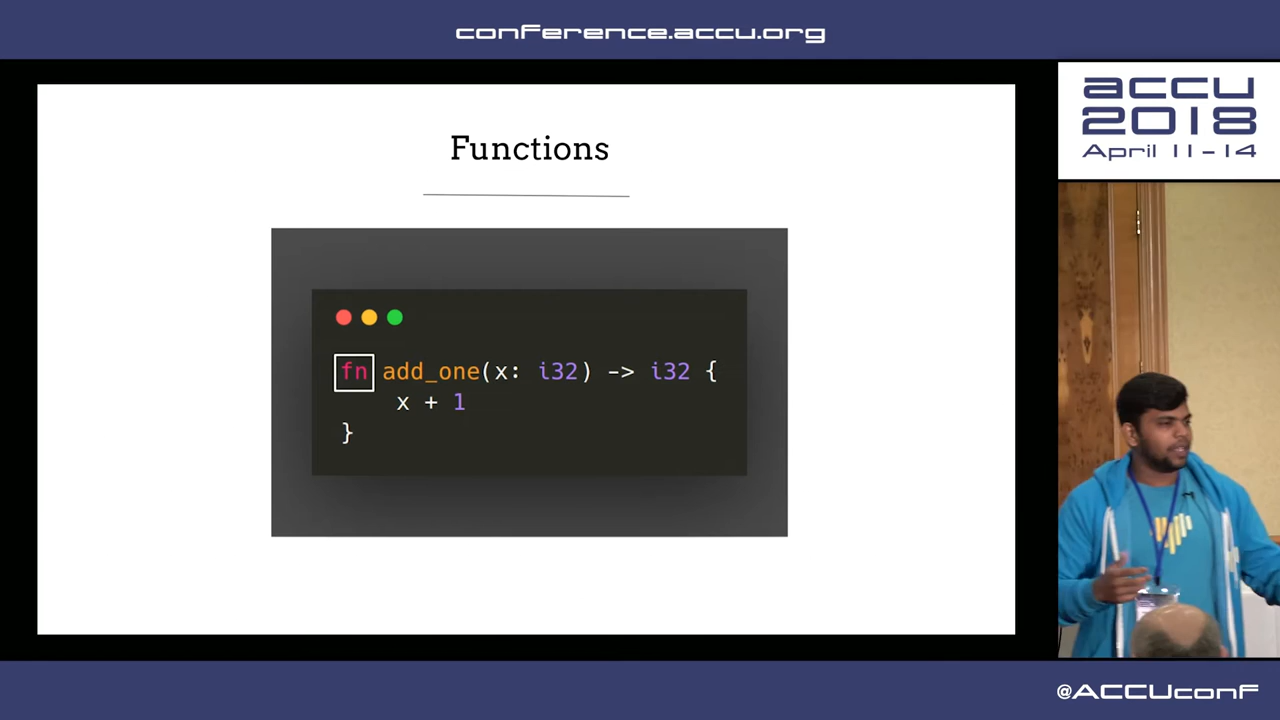 conference.accu.org
accu
2018
April 11-14
Functions
fn add_one(x: i32) -> i32 {
    x + 1
}
@ACCUconf